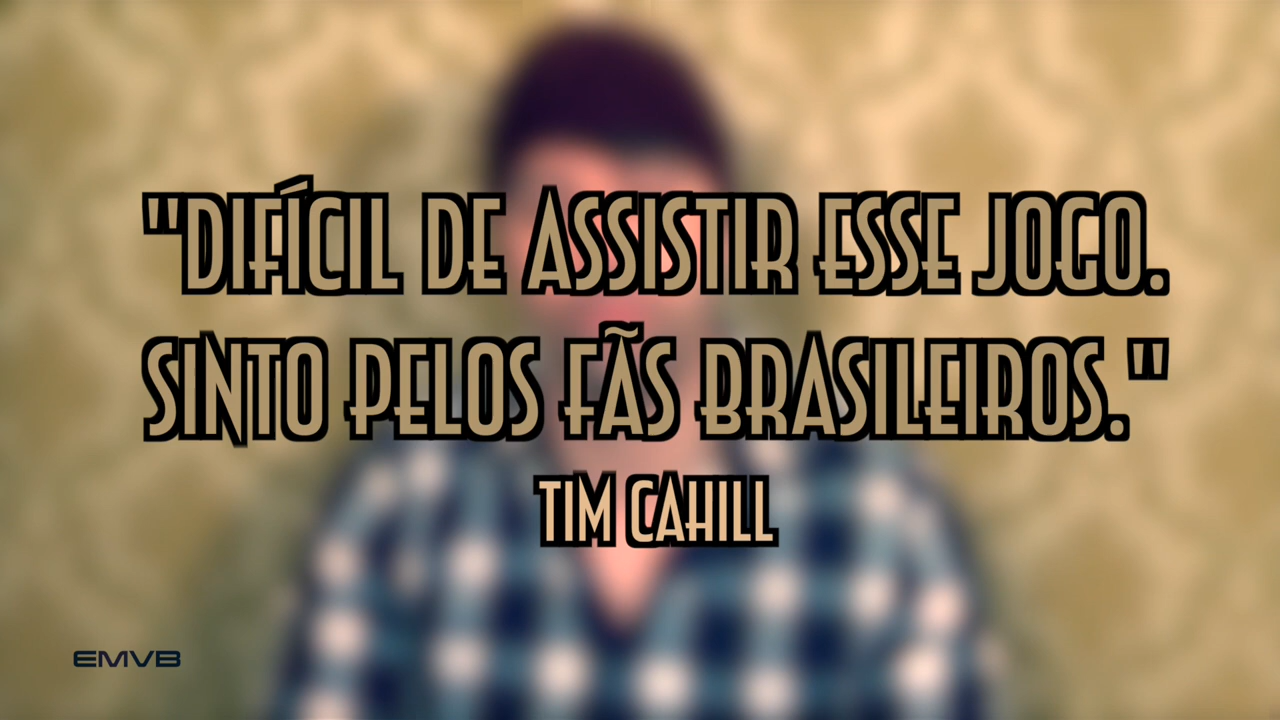 "DIFÍCIL DE ASSISTIR ESSE JOGO.
SINTO PELOS FÃS BRASILEIROS."
TIM CAHILL
EMVB